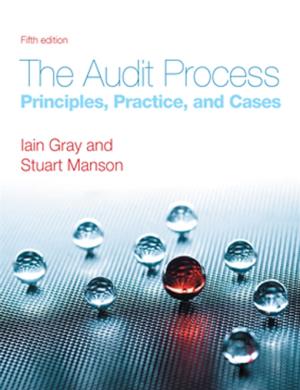 Fifth edition
The Audit Process
Principles, Practice, and Cases
Iain Gray and
Stuart Manson